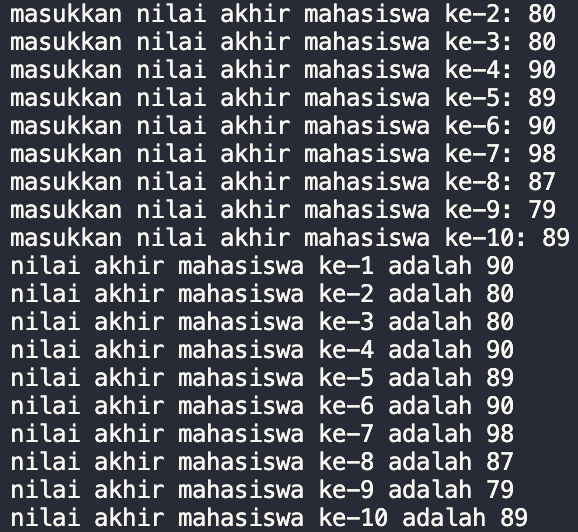 masukkan nilai akhir mahasiswa ke-2: 80
masukkan nilai akhir mahasiswa ke-3: 80
masukkan nilai akhir mahasiswa ke-4: 90
masukkan nilai akhir mahasiswa ke-5: 89
masukkan nilai akhir mahasiswa ke-6: 90
masukkan nilai akhir mahasiswa ke-7: 98
masukkan nilai akhir mahasiswa ke-8: 87
masukkan nilai akhir mahasiswa ke-9: 79
masukkan nilai akhir mahasiswa ke-10: 89
nilai akhir mahasiswa ke-1 adalah 90
nilai akhir mahasiswa ke-2 adalah 80
nilai akhir mahasiswa ke-3 adalah 80
nilai akhir mahasiswa ke-4 adalah 90
nilai akhir mahasiswa ke-5 adalah 89
nilai akhir mahasiswa ke-6 adalah 90
nilai akhir mahasiswa ke-7 adalah 98
nilai akhir mahasiswa ke-8 adalah 87
nilai akhir mahasiswa ke-9 adalah 79
nilai akhir mahasiswa ke-10 adalah 89